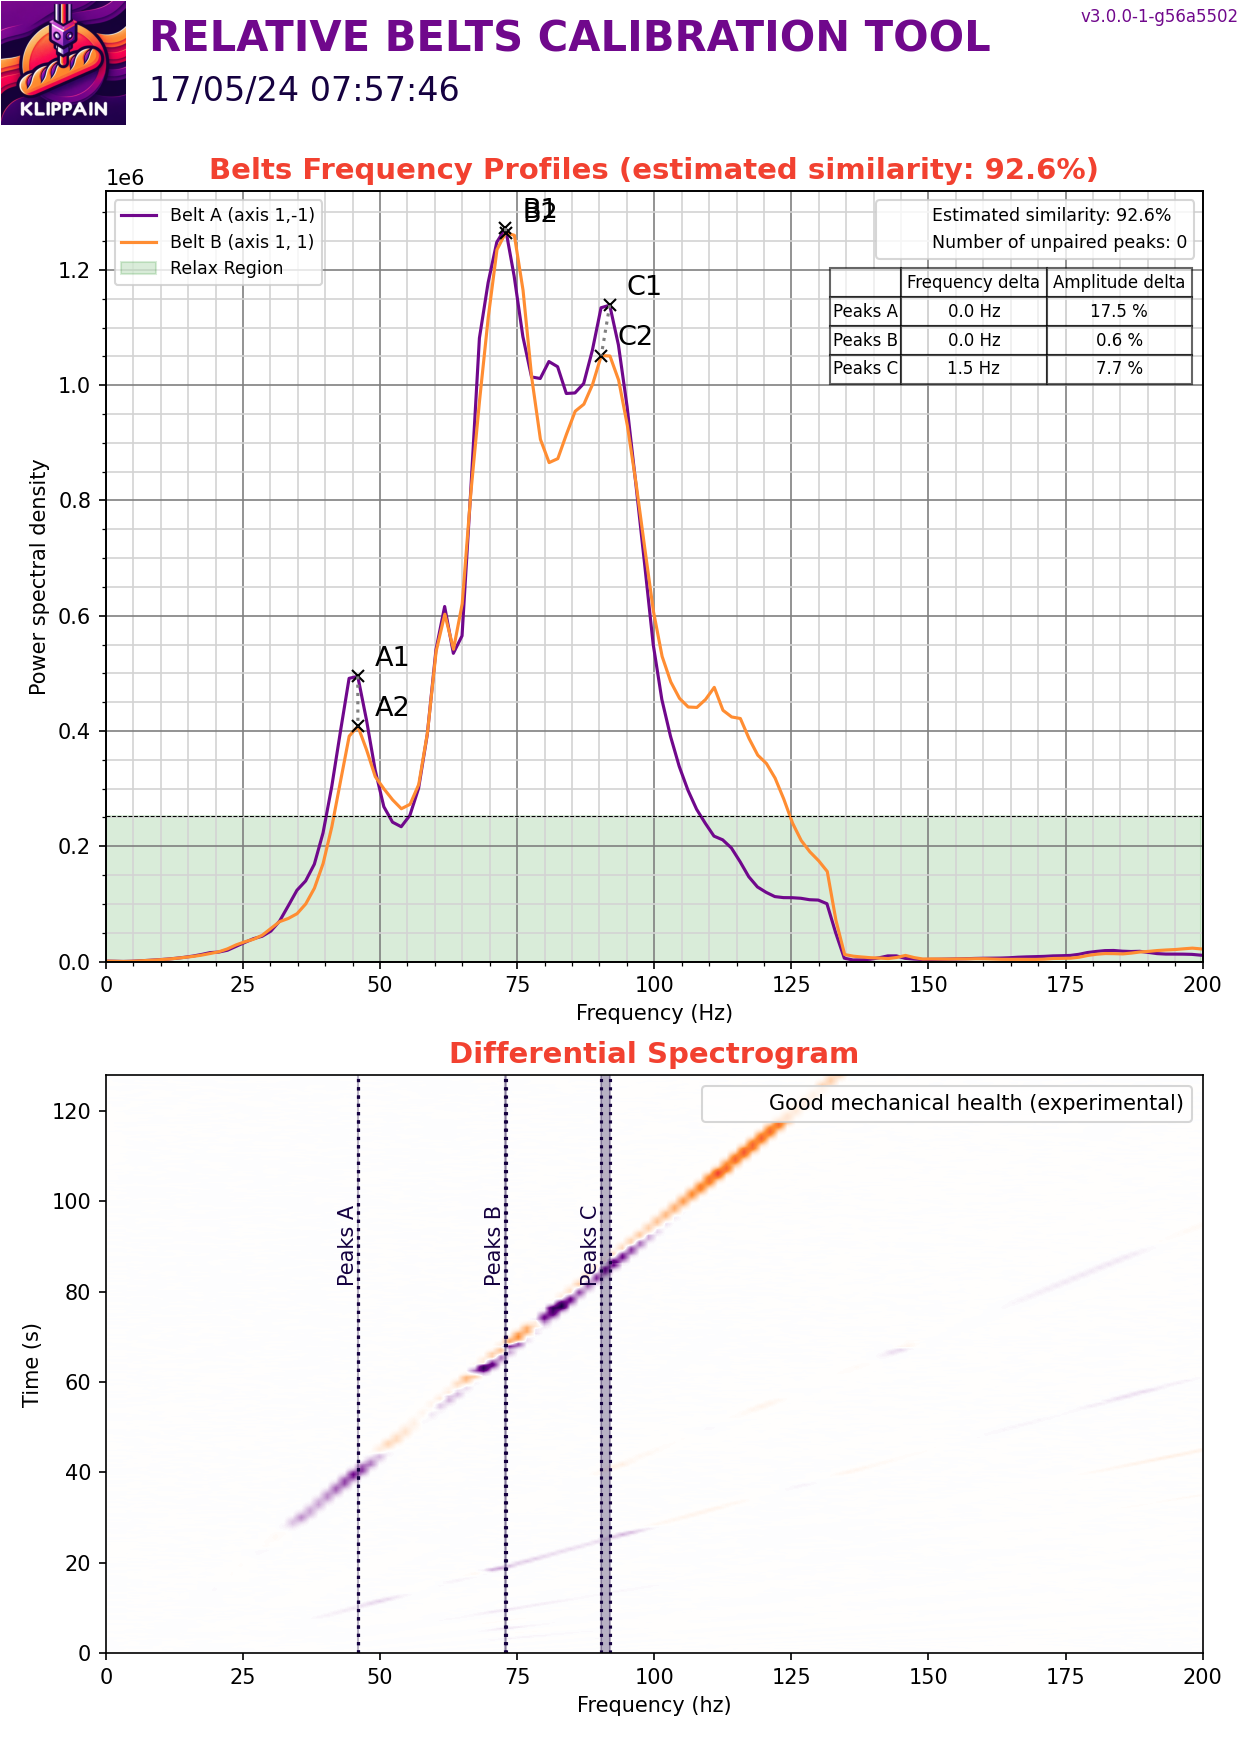 KLIPPAIN
RELATIVE BELTS CALIBRATION TOOL
v3.0.0-1-g56a5502
17/05/24 07:57:46
Belts Frequency Profiles (estimated similarity: 92.6%)
1e6
Belt A (axis 1,-1)
Belt B (axis 1, 1)
Relax Region
Estimated similarity: 92.6%
Number of unpaired peaks: 0
Frequency delta Amplitude delta
Peaks A 0.0 Hz 17.5 %
Peaks B 0.0 Hz 0.6 %
Peaks C 1.5 Hz 7.7 %
B1
B2
C1
C2
A1
A2
Power spectral density
1.2
1.0
0.8
0.6
0.4
0.2
0.0
0 25 50 75 100 125 150 175 200
Frequency (Hz)
Differential Spectrogram
Good mechanical health (experimental)
Peaks A
Peaks B
Peaks C
Time (s)
120
100
80
60
40
20
0
0 25 50 75 100 125 150 175 200
Frequency (hz)